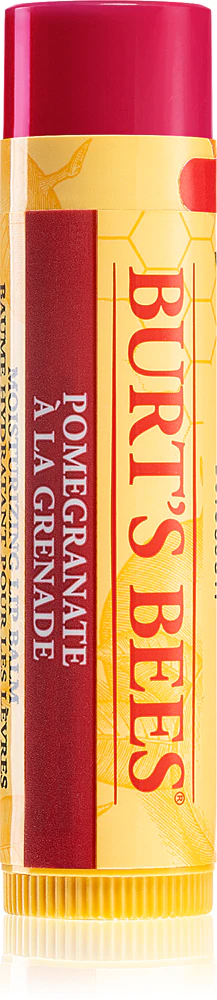 BURT'S BEES®
POMEGRANATE
À LA GRENADE
MOISTURIZING LIP BALM
BAUME HYDRATANT POUR LES LÈVRES